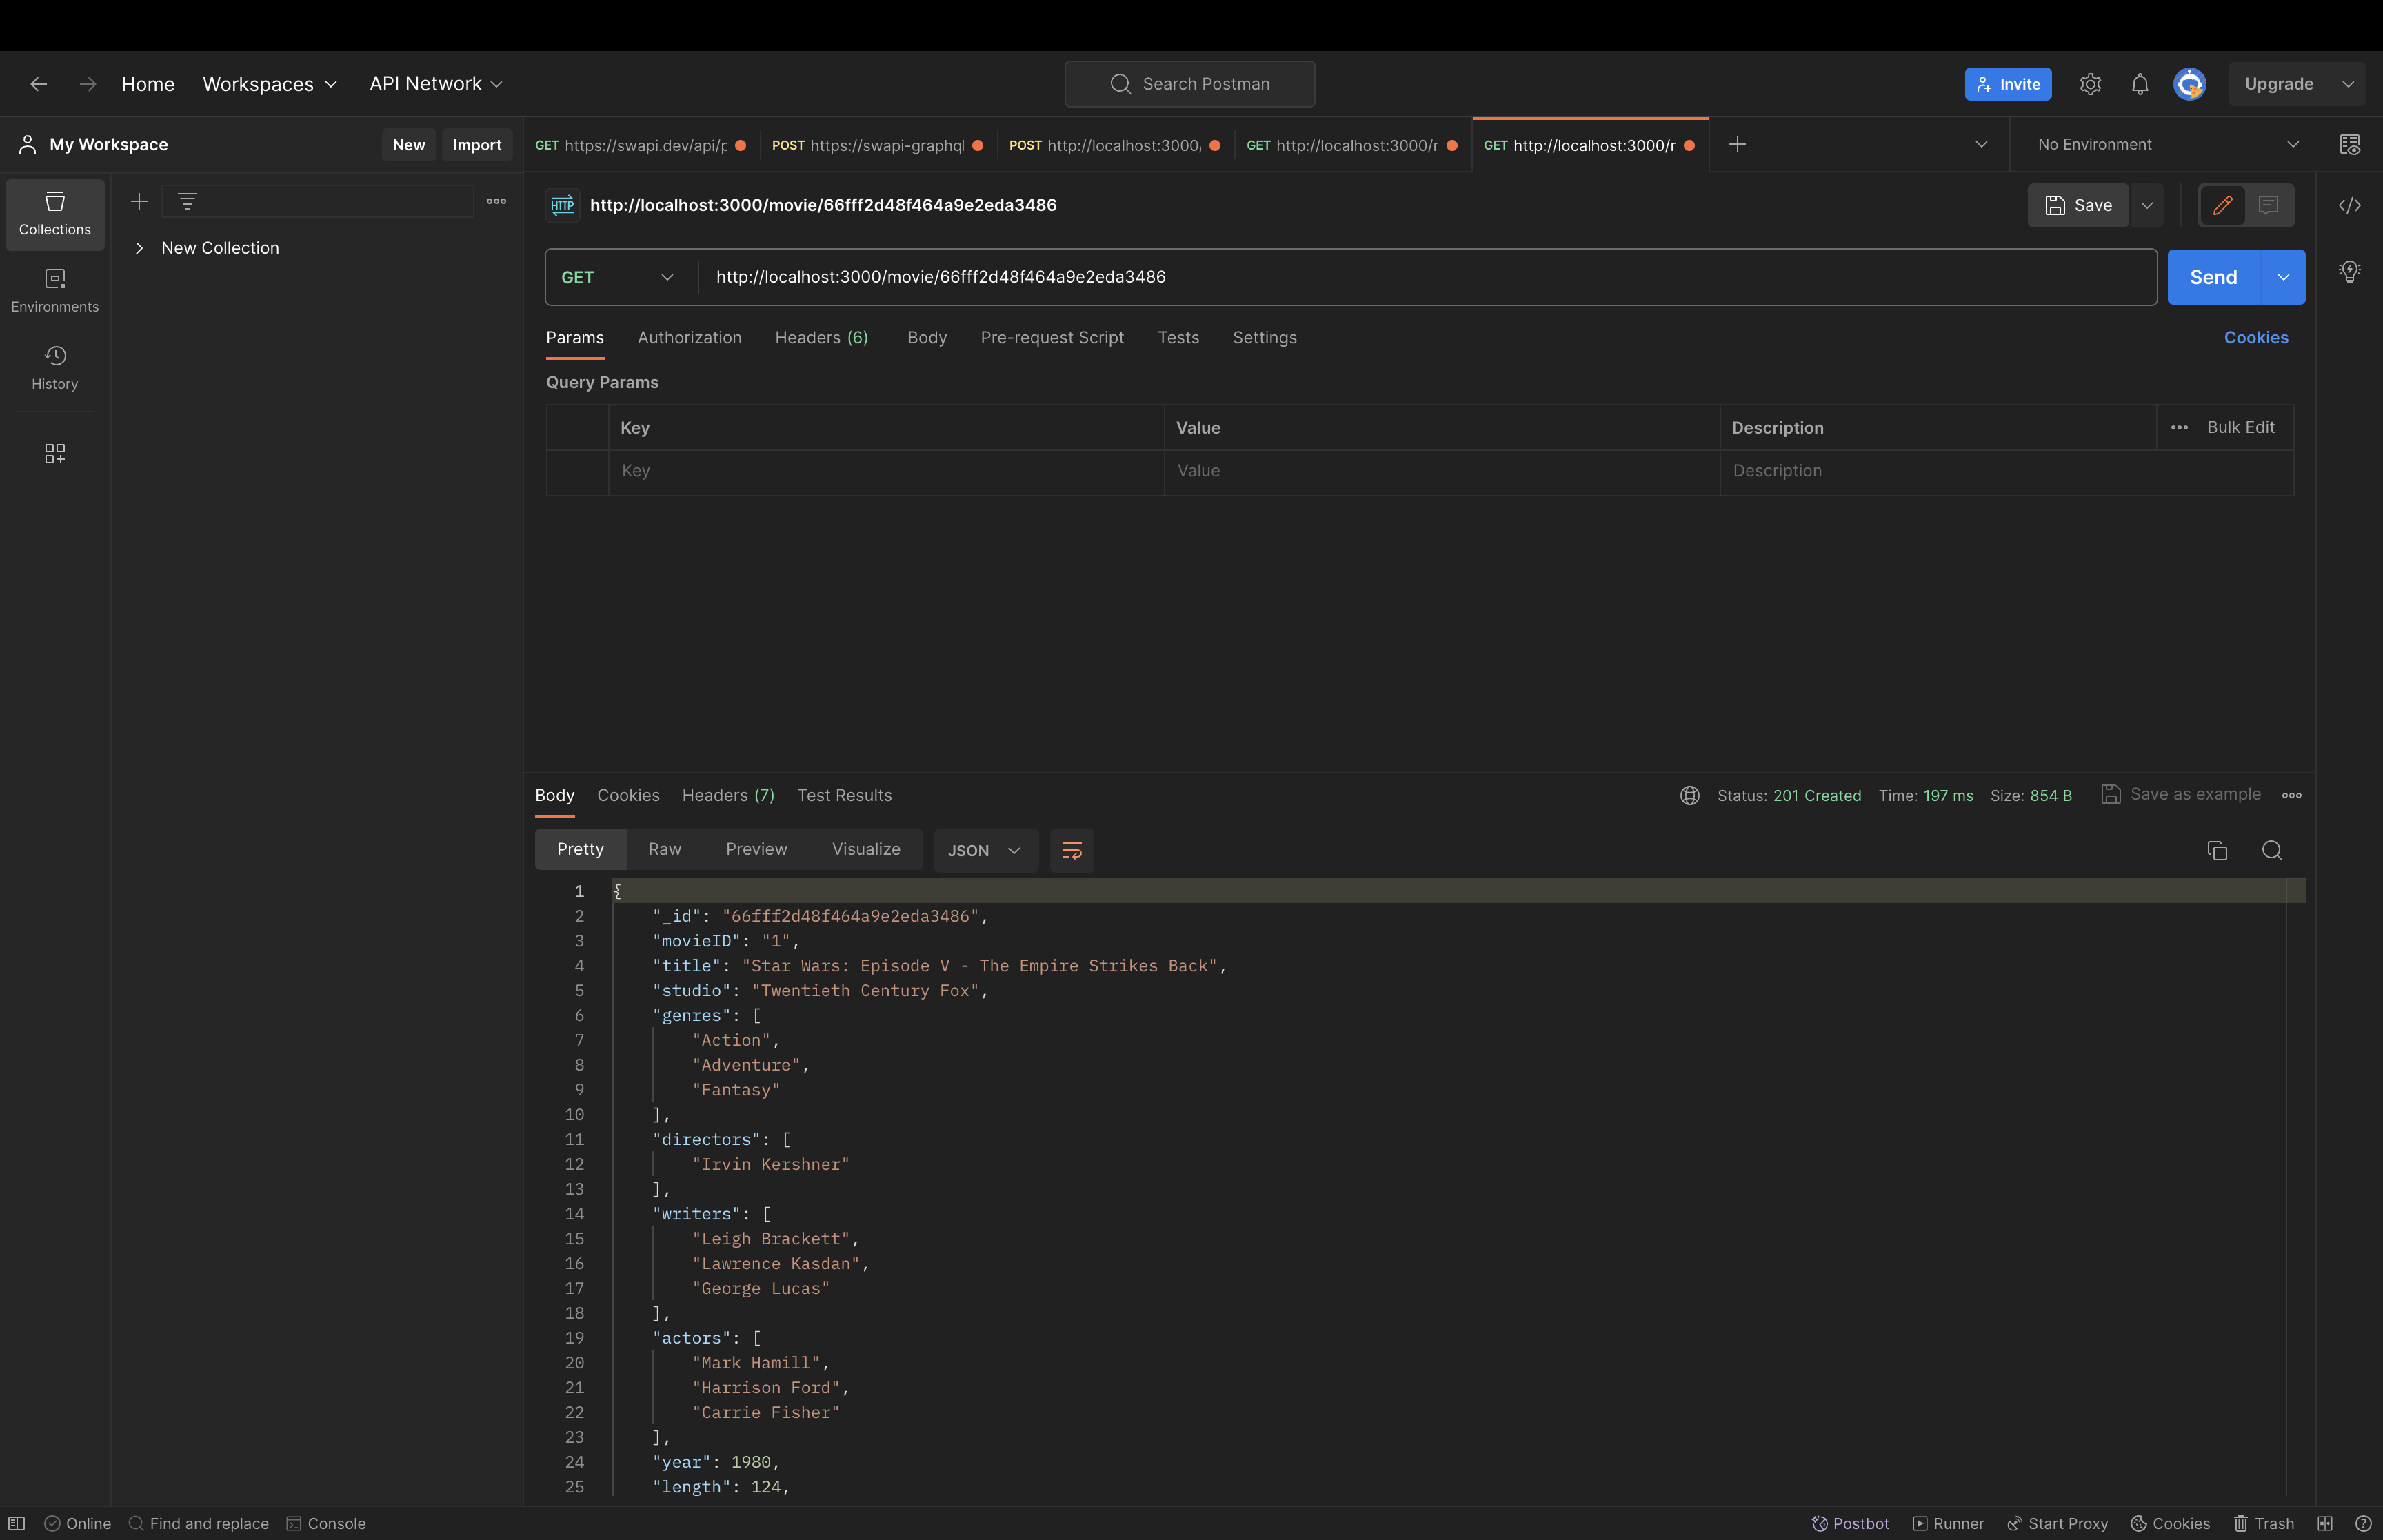 Home Workspaces API Network Search Postman Invite Upgrade
My Workspace New Import GET https://swapi.dev/api/p POST https://swapi-graphql POST http://localhost:3000/ GET http://localhost:3000/r GET http://localhost:3000/r No Environment
Collections
Environments
History
New Collection
HTTP http://localhost:3000/movie/66fff2d48f464a9e2eda3486 Save
GET http://localhost:3000/movie/66fff2d48f464a9e2eda3486 Send
Params Authorization Headers (6) Body Pre-request Script Tests Settings Cookies
Query Params
Key Value Description Bulk Edit
Key Value Description
Body Cookies Headers (7) Test Results Status: 201 Created Time: 197 ms Size: 854 B Save as example
Pretty Raw Preview Visualize JSON
1 {
2 "_id": "66fff2d48f464a9e2eda3486",
3 "movieID": "1",
4 "title": "Star Wars: Episode V - The Empire Strikes Back",
5 "studio": "Twentieth Century Fox",
6 "genres": [
7 "Action",
8 "Adventure",
9 "Fantasy"
10 ],
11 "directors": [
12 "Irvin Kershner"
13 ],
14 "writers": [
15 "Leigh Brackett",
16 "Lawrence Kasdan",
17 "George Lucas"
18 ],
19 "actors": [
20 "Mark Hamill",
21 "Harrison Ford",
22 "Carrie Fisher"
23 ],
24 "year": 1980,
25 "length": 124,
Online Find and replace Console Postbot Runner Start Proxy Cookies Trash